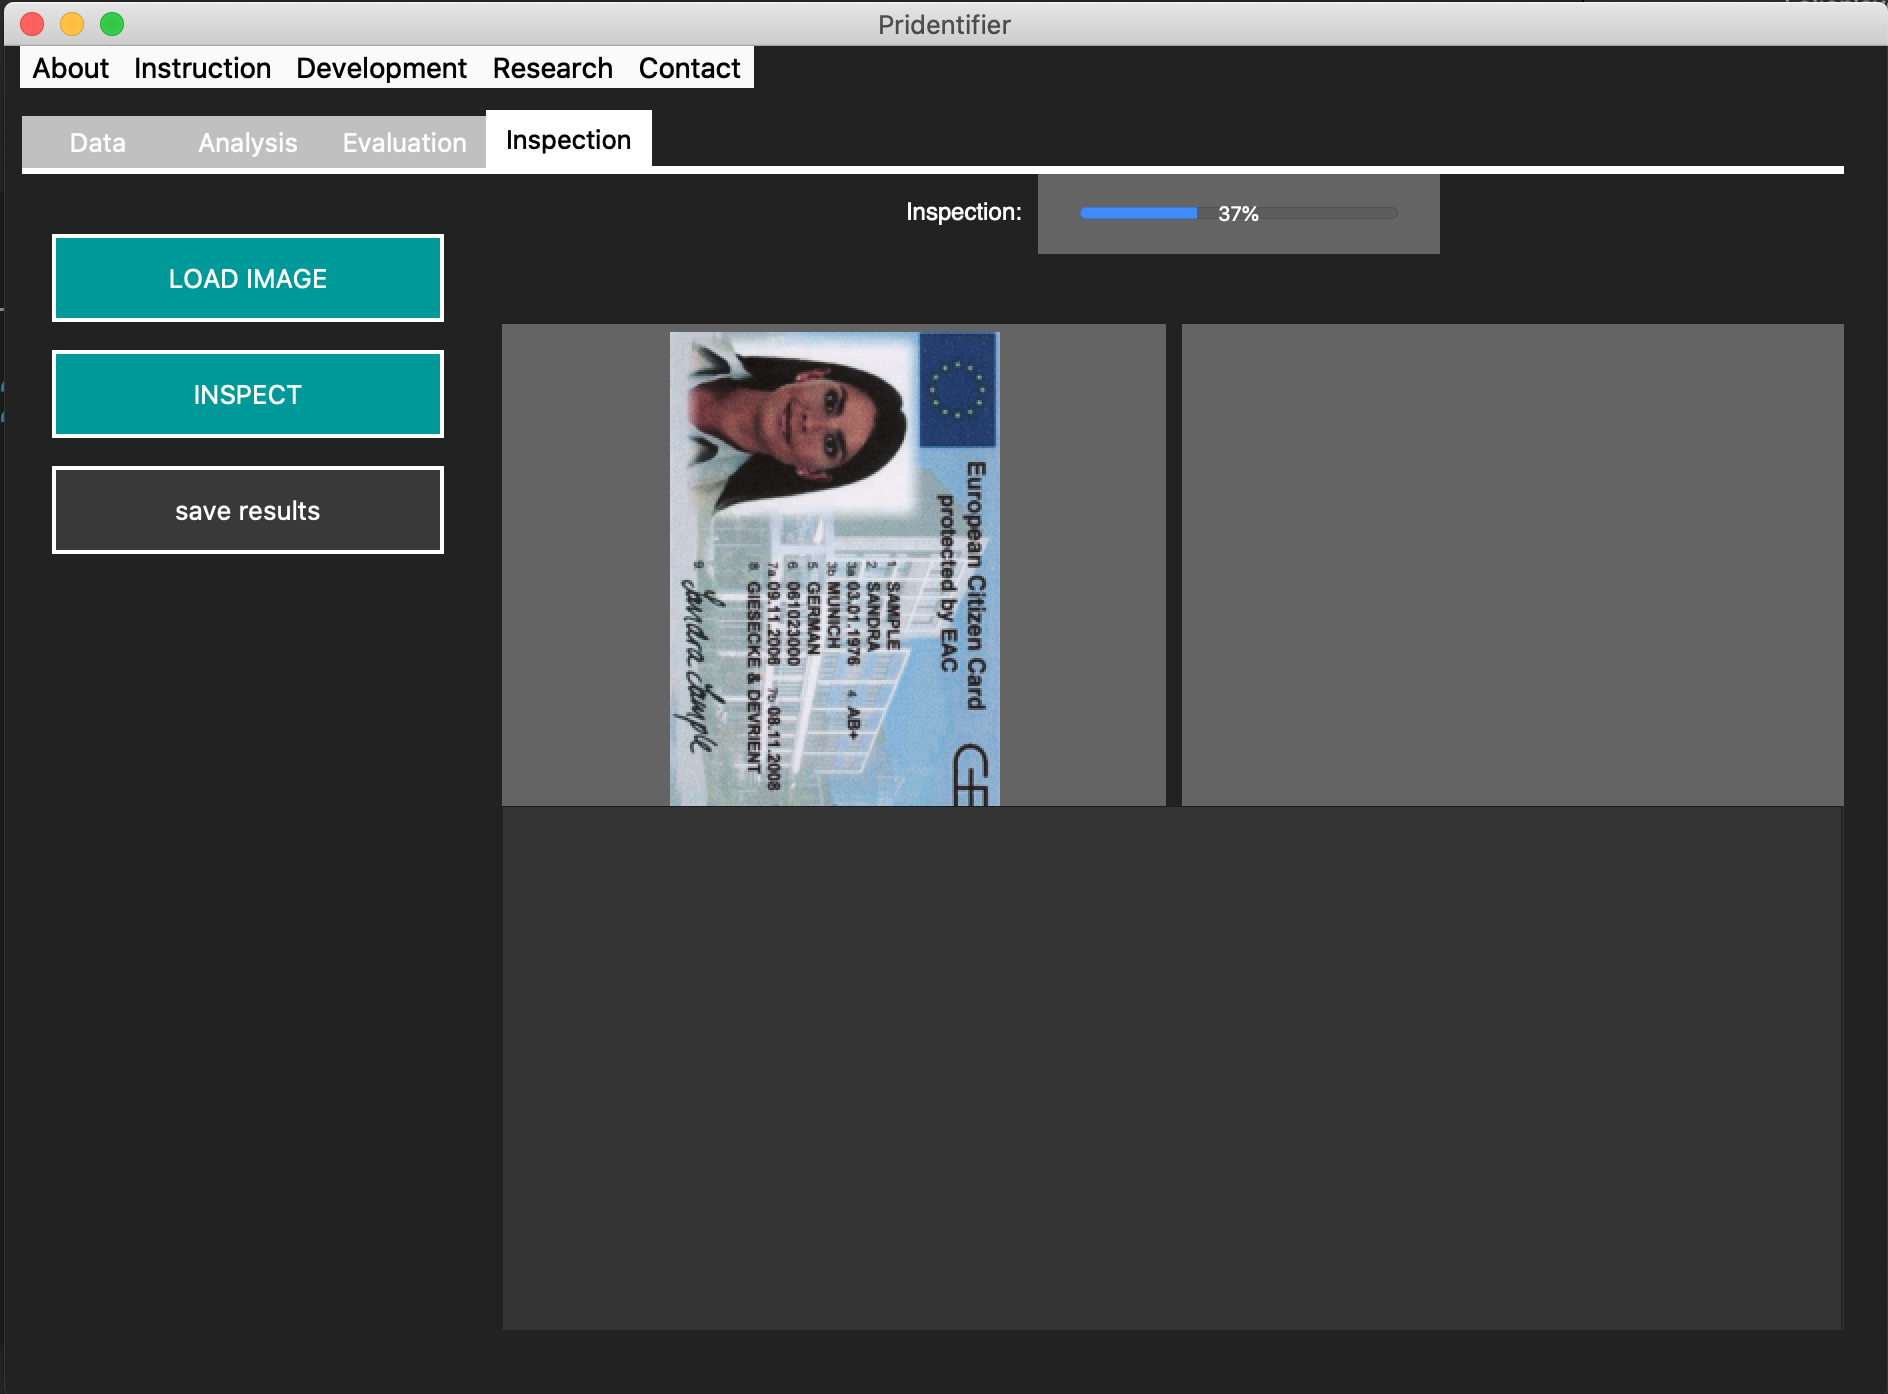 Pridentifier
About Instruction Development Research Contact
Data Analysis Evaluation Inspection
Inspection: 37%
LOAD IMAGE
INSPECT
save results
European Citizen Card
protected by EAC
1. SAMPLE
2. SANDRA
3a 03.01.1976 4. AB+
3b MUNICH
5. GERMAN
6. 061023000
7a 09.11.2006 7b 08.11.2008
8 GIESECKE & DEVRIENT
9 Sandra Sample